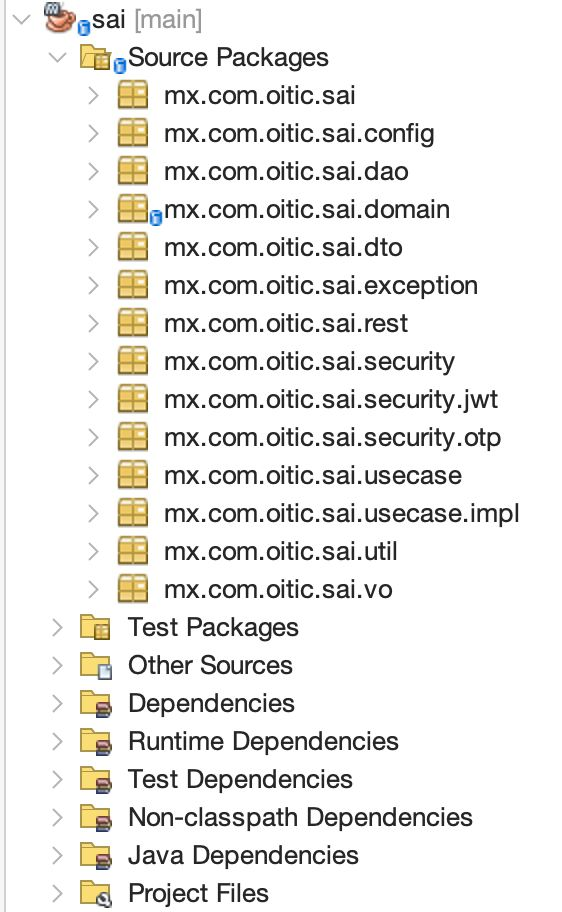 sai [main]
Source Packages
mx.com.oitic.sai
mx.com.oitic.sai.config
mx.com.oitic.sai.dao
mx.com.oitic.sai.domain
mx.com.oitic.sai.dto
mx.com.oitic.sai.exception
mx.com.oitic.sai.rest
mx.com.oitic.sai.security
mx.com.oitic.sai.security.jwt
mx.com.oitic.sai.security.otp
mx.com.oitic.sai.usecase
mx.com.oitic.sai.usecase.impl
mx.com.oitic.sai.util
mx.com.oitic.sai.vo
Test Packages
Other Sources
Dependencies
Runtime Dependencies
Test Dependencies
Non-classpath Dependencies
Java Dependencies
Project Files